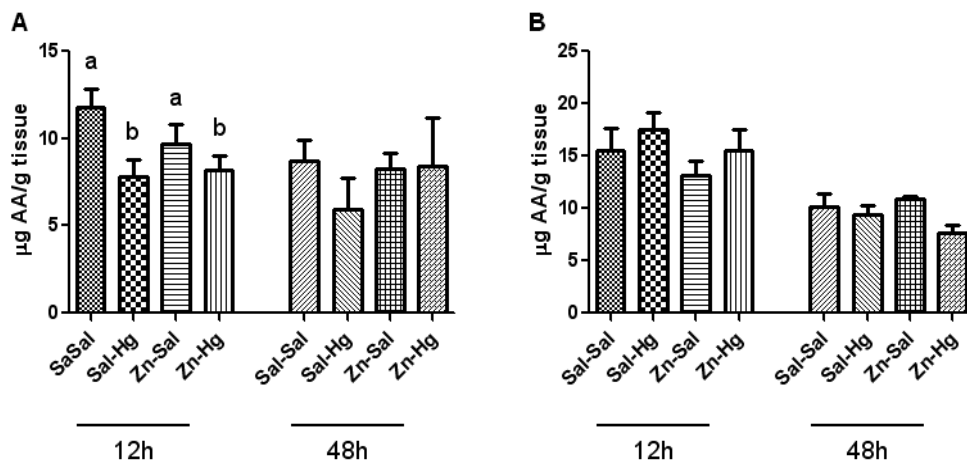 A
µg AA/g tissue
15
10
5
0
a
b
a
b
SaSal
Sal-Hg
Zn-Sal
Zn-Hg
Sal-Sal
Sal-Hg
Zn-Sal
Zn-Hg
12h
48h
B
µg AA/g tissue
25
20
15
10
5
0
Sal-Sal
Sal-Hg
Zn-Sal
Zn-Hg
Sal-Sal
Sal-Hg
Zn-Sal
Zn-Hg
12h
48h